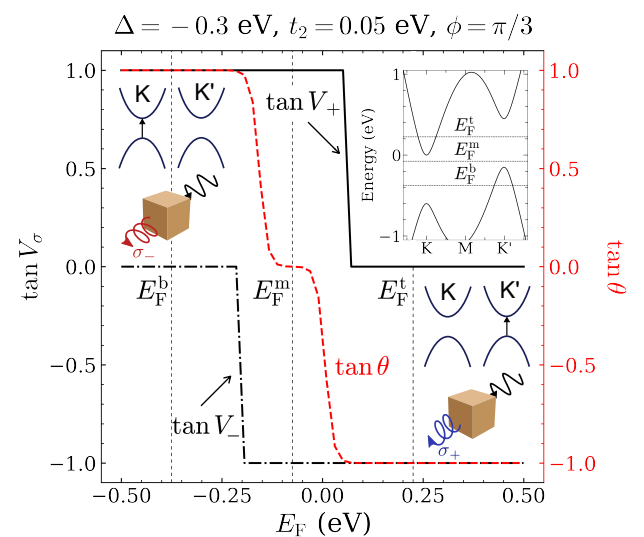 Δ = −0.3 eV, t₂ = 0.05 eV, ϕ = π/3
tan V_σ
1.0
0.5
0.0
−0.5
−1.0
K K'
σ₋
tan V₊
Energy (eV)
1
0
−1
E_F^t
E_F^m
E_F^b
K M K'
E_F^b E_F^m E_F^t
tan V₋
tan θ
K K'
σ₊
1.0
0.5
0.0
−0.5
−1.0
tan θ
−0.50 −0.25 0.00 0.25 0.50
E_F (eV)